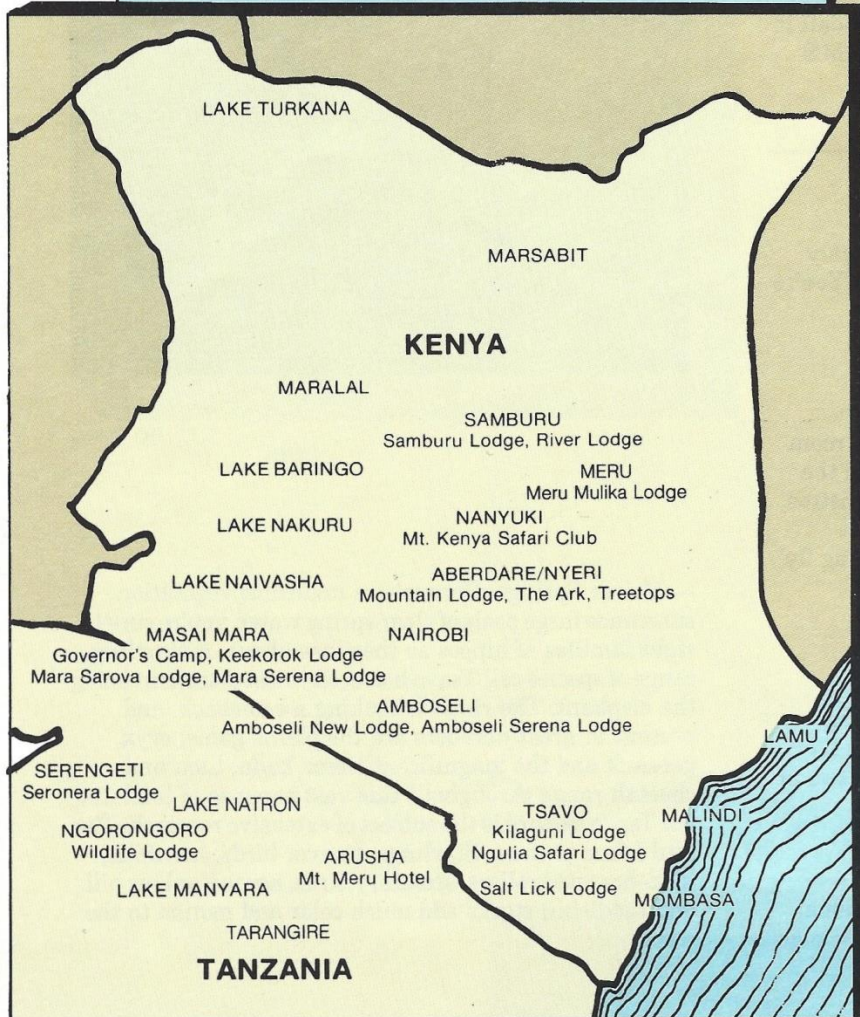 LAKE TURKANA
MARSABIT
KENYA
MARALAL
SAMBURU
Samburu Lodge, River Lodge
LAKE BARINGO
MERU
Meru Mulika Lodge
LAKE NAKURU
NANYUKI
Mt. Kenya Safari Club
LAKE NAIVASHA
ABERDARE/NYERI
Mountain Lodge, The Ark, Treetops
MASAI MARA
Governor's Camp, Keekorok Lodge
Mara Sarova Lodge, Mara Serena Lodge
NAIROBI
AMBOSELI
Amboseli New Lodge, Amboseli Serena Lodge
LAMU
SERENGETI
Seronera Lodge
LAKE NATRON
TSAVO
Kilaguni Lodge
Ngulia Safari Lodge
Salt Lick Lodge
MALINDI
NGORONGORO
Wildlife Lodge
ARUSHA
Mt. Meru Hotel
LAKE MANYARA
MOMBASA
TARANGIRE
TANZANIA